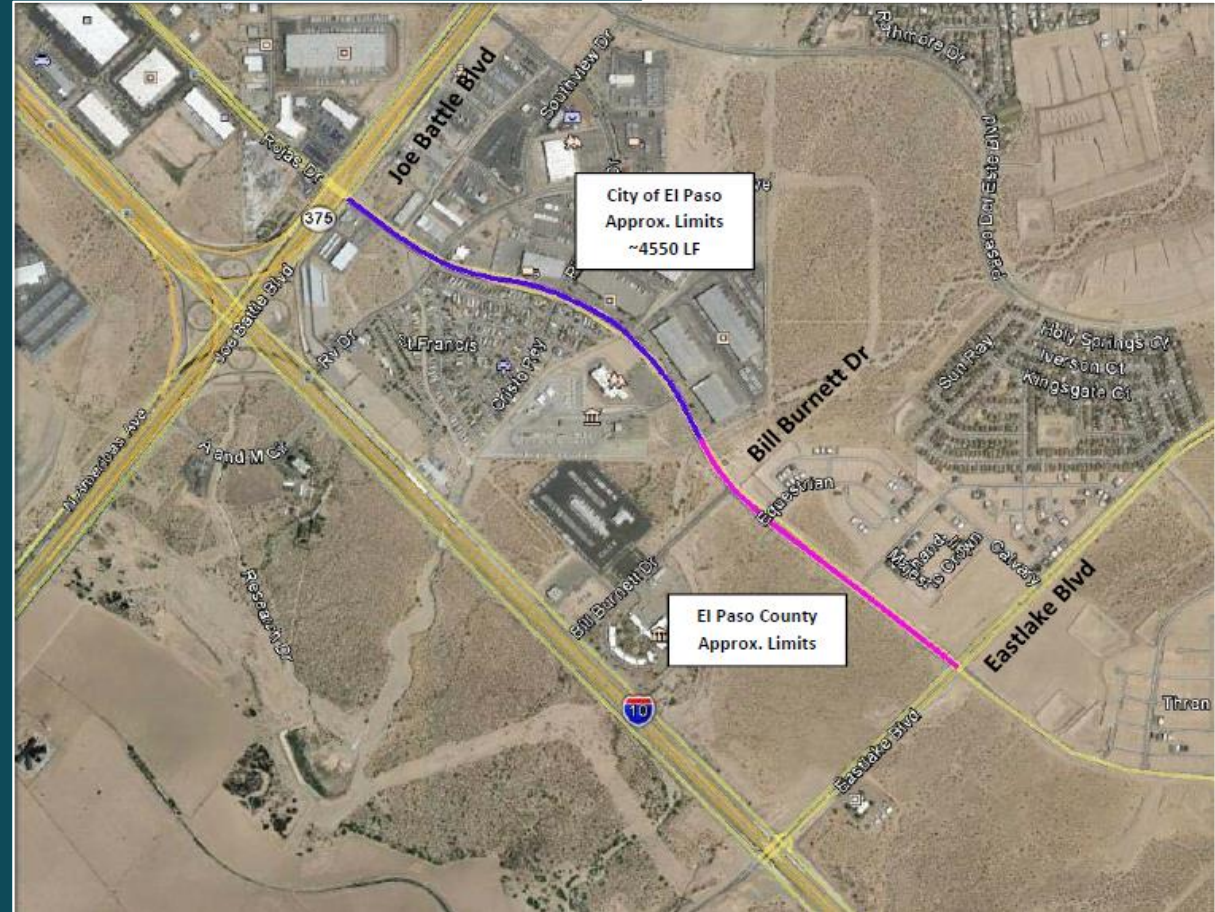 Rojas Dr
Joe Battle Blvd
Southview Dr
Rathmore Dr
Paseo Del Este Blvd
375
City of El Paso
Approx. Limits
~4550 LF
Joe Battle Blvd
Rv Dr
St Francis
Cristo Rey
Sun Ray
Holy Springs Ct
Iverson Ct
Kingsgate Ct
N Americas Ave
A and M Cir
Bill Burnett Dr
Equestrian
Calvary
Research Dr
Bill Burnett Dr
El Paso County
Approx. Limits
Eastlake Blvd
10
Eastlake Blvd